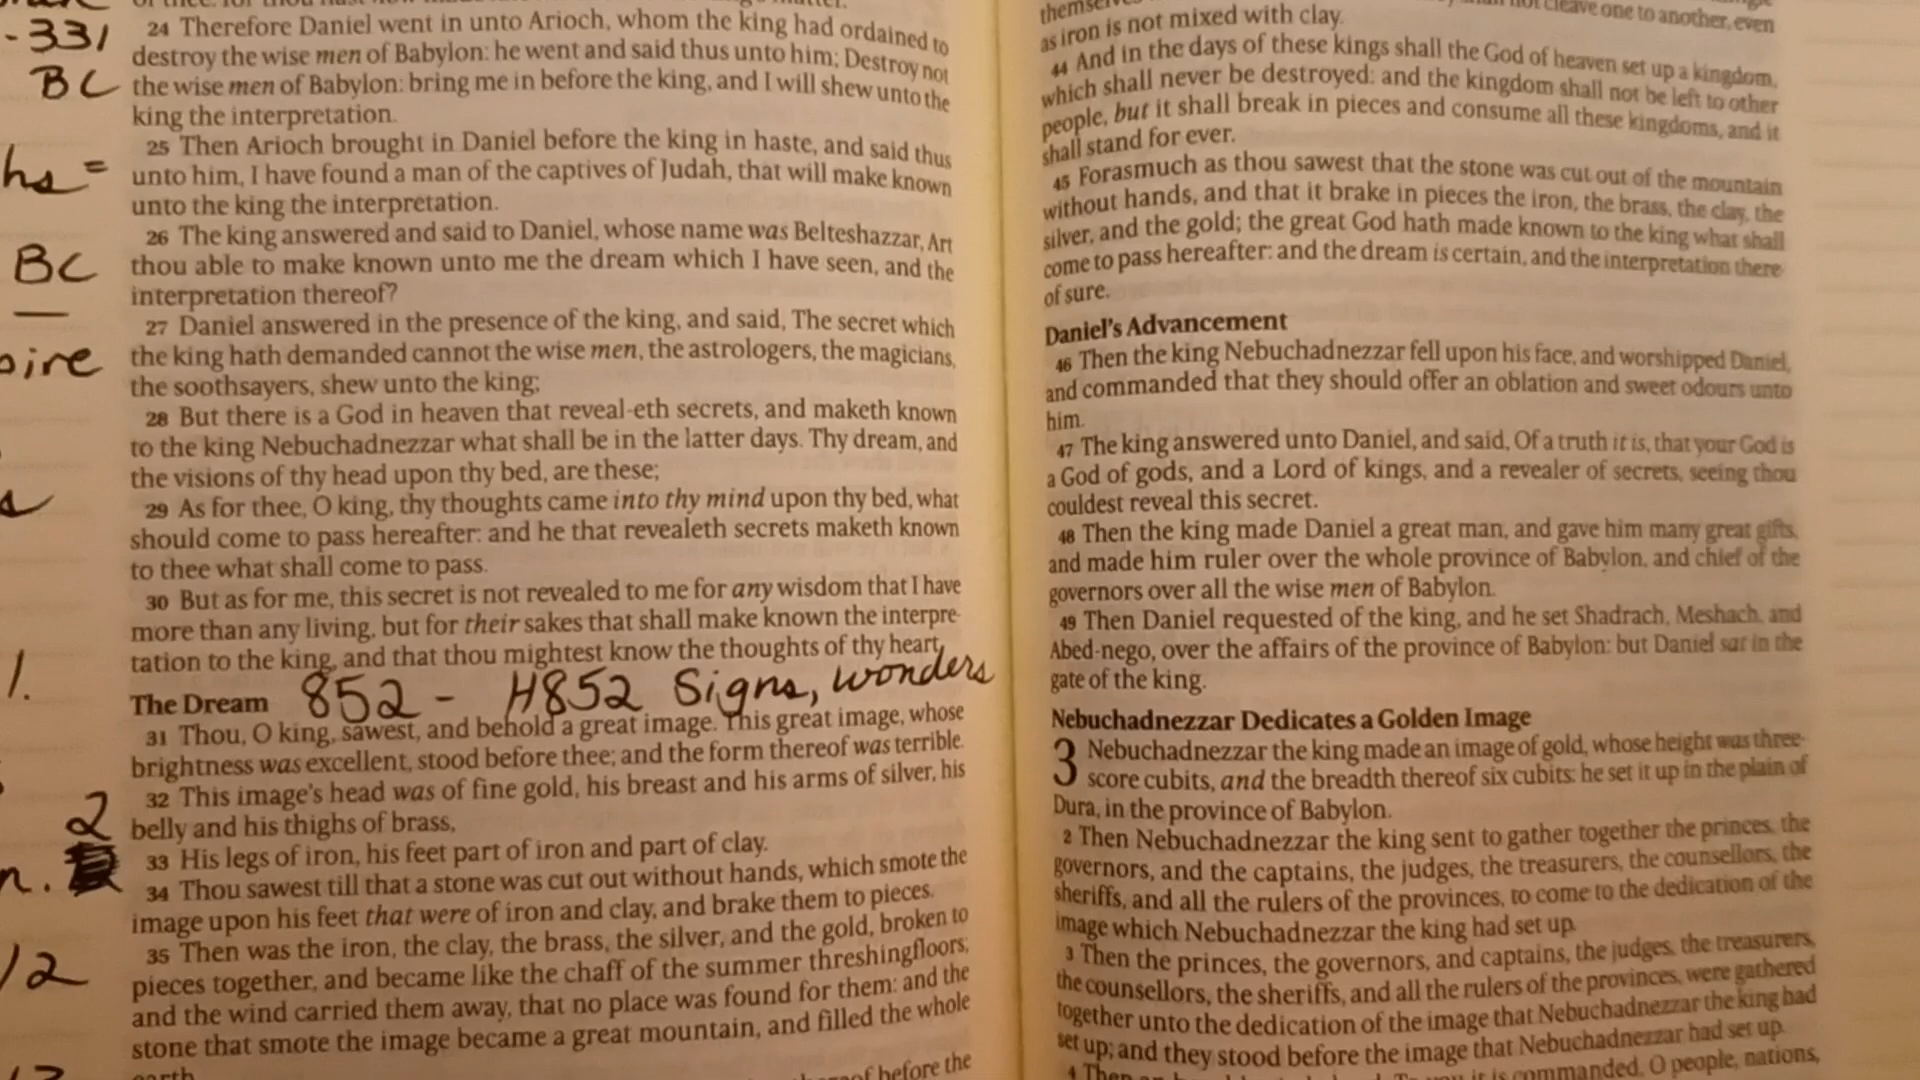 -331
BC
hs =
BC
pire
1.
2
n.
/2
24 Therefore Daniel went in unto Arioch, whom the king had ordained to
destroy the wise men of Babylon: he went and said thus unto him; Destroy not
the wise men of Babylon: bring me in before the king, and I will shew unto the
king the interpretation.
25 Then Arioch brought in Daniel before the king in haste, and said thus
unto him, I have found a man of the captives of Judah, that will make known
unto the king the interpretation.
26 The king answered and said to Daniel, whose name was Belteshazzar, Art
thou able to make known unto me the dream which I have seen, and the
interpretation thereof?
27 Daniel answered in the presence of the king, and said, The secret which
the king hath demanded cannot the wise men, the astrologers, the magicians,
the soothsayers, shew unto the king;
28 But there is a God in heaven that reveal-eth secrets, and maketh known
to the king Nebuchadnezzar what shall be in the latter days. Thy dream, and
the visions of thy head upon thy bed, are these;
29 As for thee, O king, thy thoughts came into thy mind upon thy bed, what
should come to pass hereafter: and he that revealeth secrets maketh known
to thee what shall come to pass.
30 But as for me, this secret is not revealed to me for any wisdom that I have
more than any living, but for their sakes that shall make known the interpre-
tation to the king, and that thou mightest know the thoughts of thy heart.
The Dream 852 - H852 Signs, wonders
31 Thou, O king, sawest, and behold a great image. This great image, whose
brightness was excellent, stood before thee; and the form thereof was terrible.
32 This image's head was of fine gold, his breast and his arms of silver, his
belly and his thighs of brass,
33 His legs of iron, his feet part of iron and part of clay.
34 Thou sawest till that a stone was cut out without hands, which smote the
image upon his feet that were of iron and clay, and brake them to pieces.
35 Then was the iron, the clay, the brass, the silver, and the gold, broken to
pieces together, and became like the chaff of the summer threshingfloors;
and the wind carried them away, that no place was found for them: and the
stone that smote the image became a great mountain, and filled the whole
earth.
before the
themselves
not cleave one to another, even
as iron is not mixed with clay.
44 And in the days of these kings shall the God of heaven set up a kingdom,
which shall never be destroyed: and the kingdom shall not be left to other
people, but it shall break in pieces and consume all these kingdoms, and it
shall stand for ever.
45 Forasmuch as thou sawest that the stone was cut out of the mountain
without hands, and that it brake in pieces the iron, the brass, the clay, the
silver, and the gold; the great God hath made known to the king what shall
come to pass hereafter: and the dream is certain, and the interpretation there
of sure.
Daniel's Advancement
46 Then the king Nebuchadnezzar fell upon his face, and worshipped Daniel,
and commanded that they should offer an oblation and sweet odours unto
him.
47 The king answered unto Daniel, and said, Of a truth it is, that your God is
a God of gods, and a Lord of kings, and a revealer of secrets, seeing thou
couldest reveal this secret.
48 Then the king made Daniel a great man, and gave him many great gifts,
and made him ruler over the whole province of Babylon, and chief of the
governors over all the wise men of Babylon.
49 Then Daniel requested of the king, and he set Shadrach, Meshach, and
Abed-nego, over the affairs of the province of Babylon: but Daniel sat in the
gate of the king.
Nebuchadnezzar Dedicates a Golden Image
3 Nebuchadnezzar the king made an image of gold, whose height was three-
score cubits, and the breadth thereof six cubits: he set it up in the plain of
Dura, in the province of Babylon.
2 Then Nebuchadnezzar the king sent to gather together the princes, the
governors, and the captains, the judges, the treasurers, the counsellors, the
sheriffs, and all the rulers of the provinces, to come to the dedication of the
image which Nebuchadnezzar the king had set up.
3 Then the princes, the governors, and captains, the judges, the treasurers,
the counsellors, the sheriffs, and all the rulers of the provinces, were gathered
together unto the dedication of the image that Nebuchadnezzar the king had
set up; and they stood before the image that Nebuchadnezzar had set up.
4 Then an it is commanded, O people, nations,